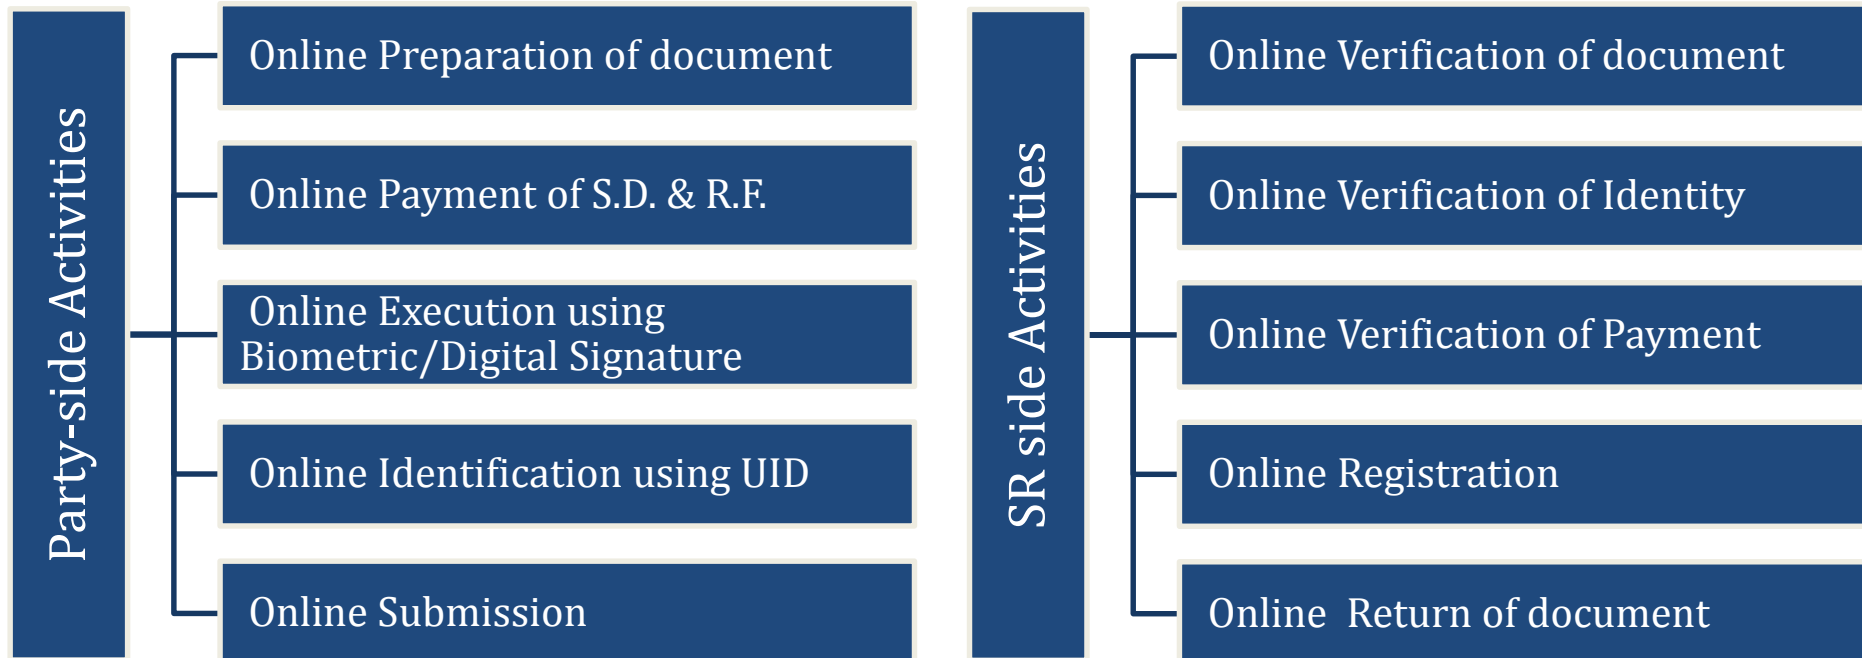 Party-side Activities
Online Preparation of document
Online Payment of S.D. & R.F.
Online Execution using
Biometric/Digital Signature
Online Identification using UID
Online Submission
SR side Activities
Online Verification of document
Online Verification of Identity
Online Verification of Payment
Online Registration
Online Return of document